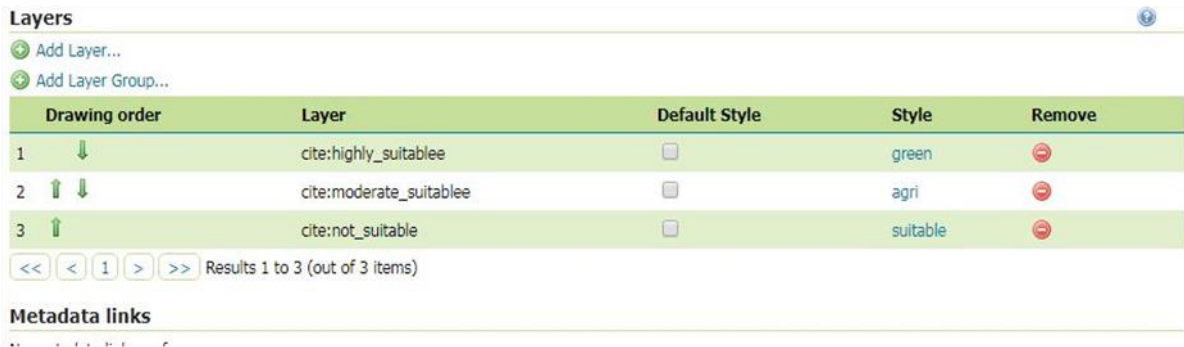 Layers
Add Layer...
Add Layer Group...
Drawing order Layer Default Style Style Remove
1 cite:highly_suitablee green
2 cite:moderate_suitablee agri
3 cite:not_suitable suitable
<< < 1 > >> Results 1 to 3 (out of 3 items)
Metadata links